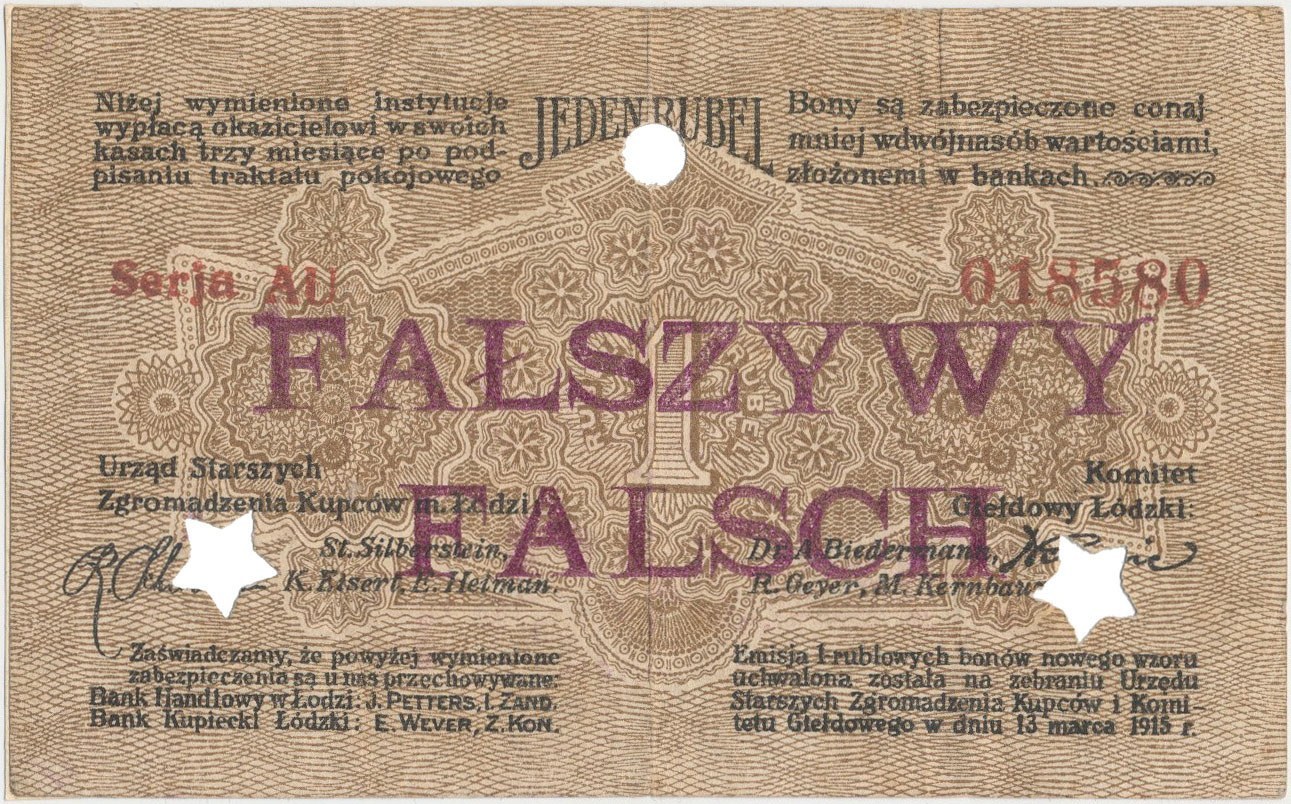 Niżej wymienione instytucje
wypłacą okazicielowi w swoich
kasach trzy miesiące po pod-
pisaniu traktatu pokojowego
JEDEN RUBEL
Bony są zabezpieczone conaj-
mniej wdwójnasób wartościami,
złożonemi w bankach.
Serja AU
018580
FAŁSZYWY
1
FALSCH
Urząd Starszych
Zgromadzenia Kupców m. Łodzi
St. Silberstein,
K. Eisert, E. Heiman.
Komitet
Giełdowy Łódzki:
Dr. A. Biedermann,
R. Geyer, M.
Zaświadczamy, że powyżej wymienione
zabezpieczenia są u nas przechowywane:
Bank Handlowy w Łodzi: J. PETTERS, I. ZAND.
Bank Kupiecki Łódzki: E. WEVER, Z. KON.
Emisja 1-rublowych bonów nowego wzoru
uchwalona została na zebraniu Urzędu
Starszych Zgromadzenia Kupców i Komi-
tetu Giełdowego w dniu 13 marca 1915 r.